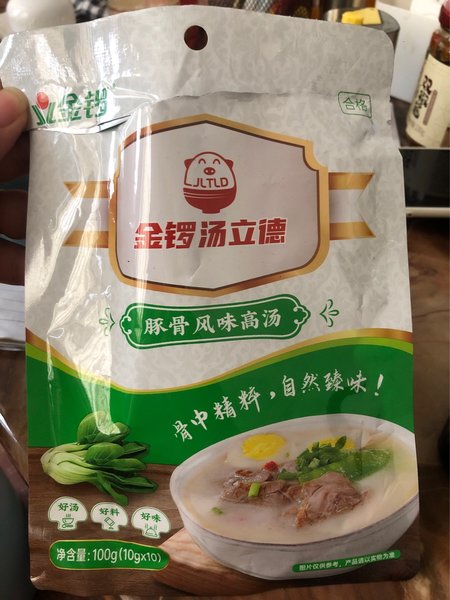 金锣
合格
JLTLD
金锣汤立德
豚骨风味高汤
骨中精粹，自然臻味！
好汤
好料
好味
净含量：100g(10gx10)
图片仅供参考，产品请以实物为准